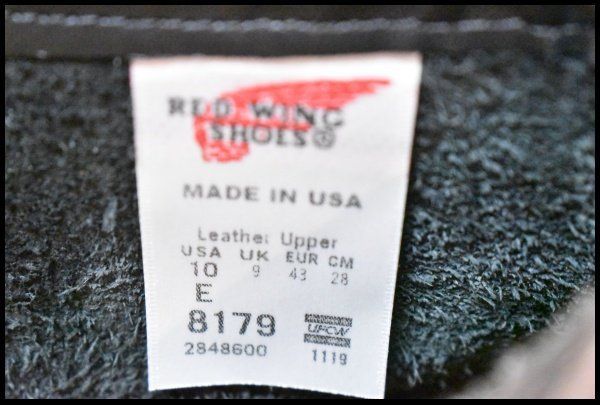 RED WING
SHOES®
MADE IN USA
Leather Upper
USA UK EUR CM
10 9 43 28
E
8179 UFCW
2848600 1119